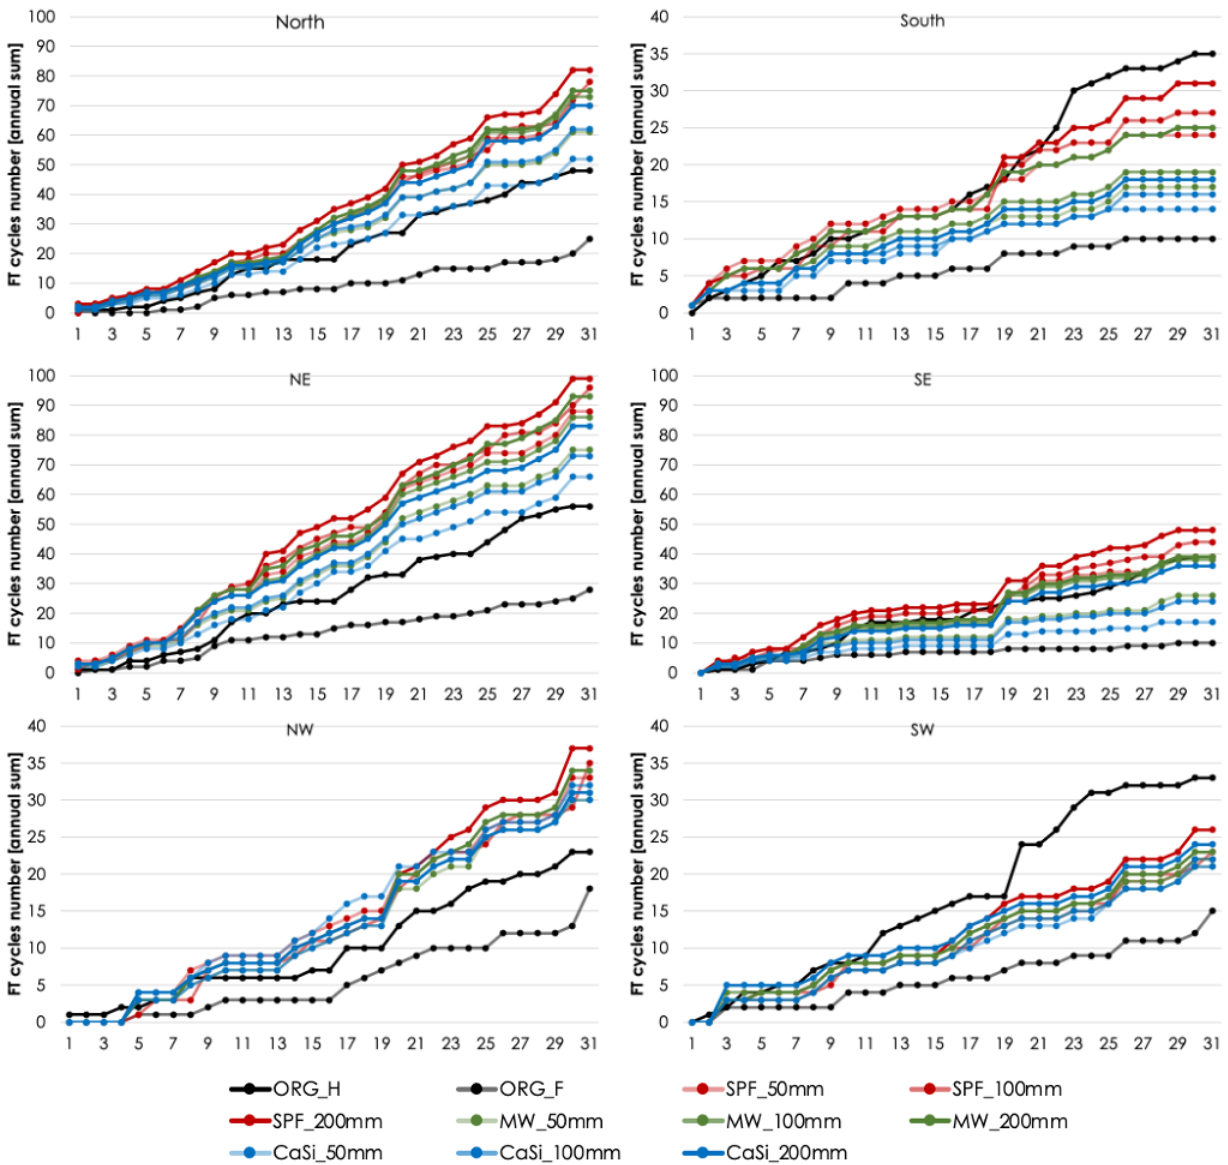 North
FT cycles number [annual sum]
100
90
80
70
60
50
40
30
20
10
0
1 3 5 7 9 11 13 15 17 19 21 23 25 27 29 31
South
FT cycles number [annual sum]
40
35
30
25
20
15
10
5
0
1 3 5 7 9 11 13 15 17 19 21 23 25 27 29 31
NE
FT cycles number [annual sum]
100
90
80
70
60
50
40
30
20
10
0
1 3 5 7 9 11 13 15 17 19 21 23 25 27 29 31
SE
FT cycles number [annual sum]
100
90
80
70
60
50
40
30
20
10
0
1 3 5 7 9 11 13 15 17 19 21 23 25 27 29 31
NW
FT cycles number [annual sum]
40
35
30
25
20
15
10
5
0
1 3 5 7 9 11 13 15 17 19 21 23 25 27 29 31
SW
FT cycles number [annual sum]
40
35
30
25
20
15
10
5
0
1 3 5 7 9 11 13 15 17 19 21 23 25 27 29 31
ORG_H ORG_F SPF_50mm SPF_100mm
SPF_200mm MW_50mm MW_100mm MW_200mm
CaSi_50mm CaSi_100mm CaSi_200mm